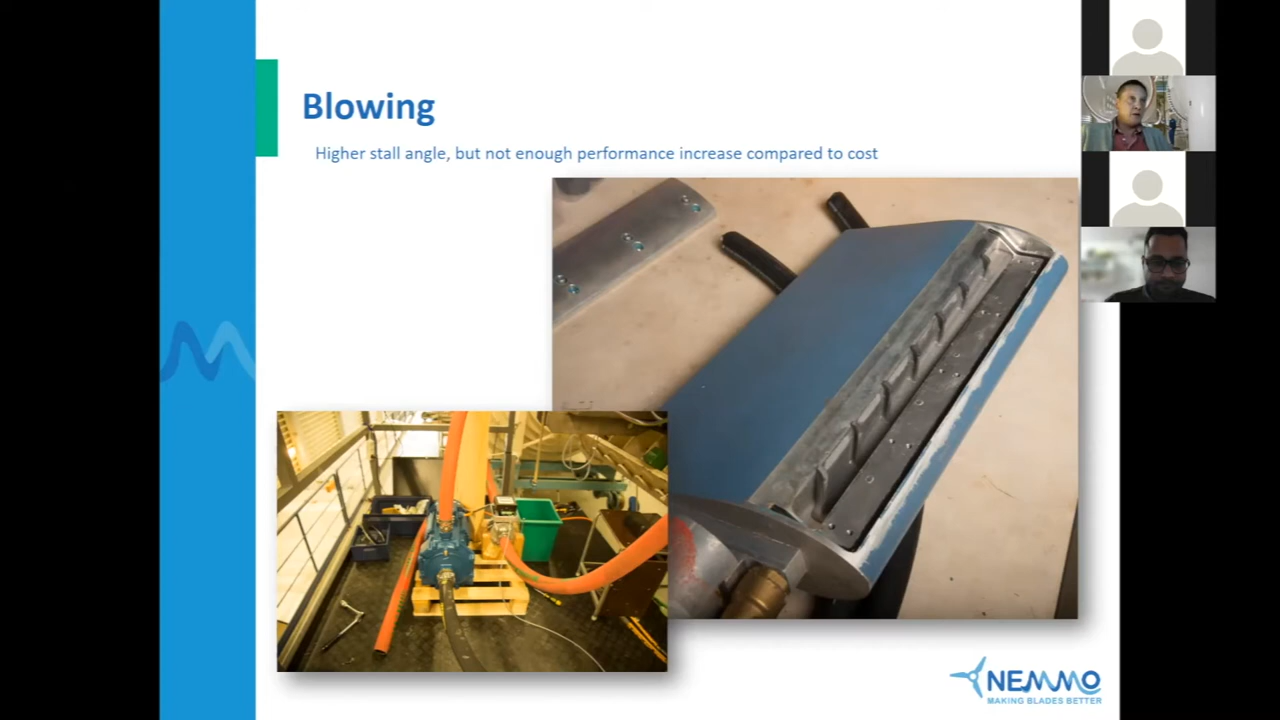 Blowing
Higher stall angle, but not enough performance increase compared to cost
NEMMO
MAKING BLADES BETTER